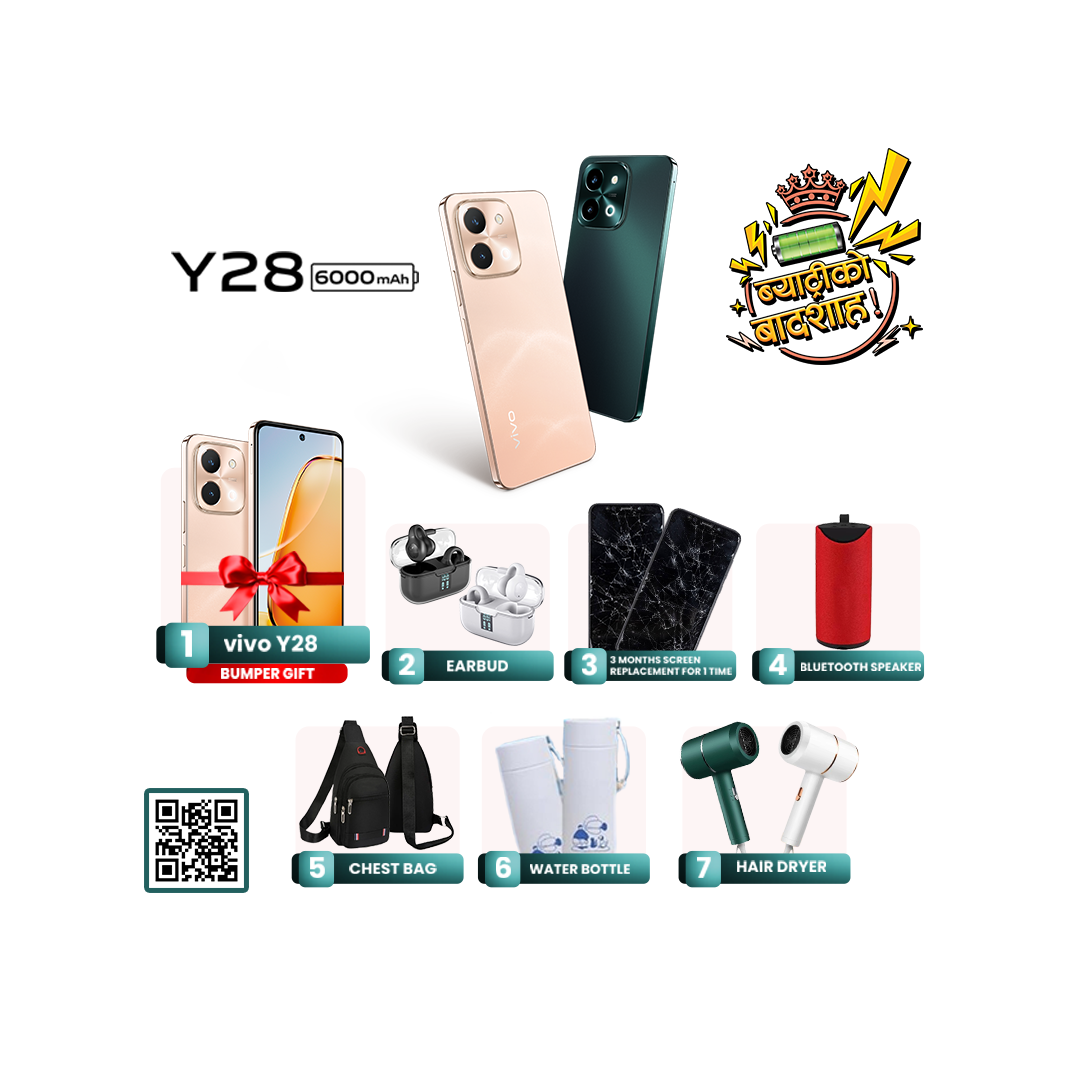 Y28 6000mAh
vivo
ब्याट्रीको
बादशाह!
1 vivo Y28
BUMPER GIFT
2 EARBUD
3 3 MONTHS SCREEN
REPLACEMENT FOR 1 TIME
4 BLUETOOTH SPEAKER
5 CHEST BAG
6 WATER BOTTLE
7 HAIR DRYER